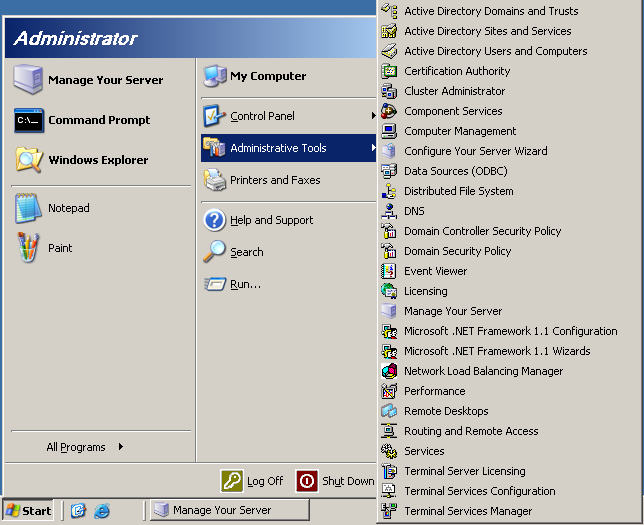 Administrator
Manage Your Server
Command Prompt
Windows Explorer
Notepad
Paint
All Programs
My Computer
Control Panel
Administrative Tools
Printers and Faxes
Help and Support
Search
Run...
Log Off
Shut Down
Active Directory Domains and Trusts
Active Directory Sites and Services
Active Directory Users and Computers
Certification Authority
Cluster Administrator
Component Services
Computer Management
Configure Your Server Wizard
Data Sources (ODBC)
Distributed File System
DNS
Domain Controller Security Policy
Domain Security Policy
Event Viewer
Licensing
Manage Your Server
Microsoft .NET Framework 1.1 Configuration
Microsoft .NET Framework 1.1 Wizards
Network Load Balancing Manager
Performance
Remote Desktops
Routing and Remote Access
Services
Terminal Server Licensing
Terminal Services Configuration
Terminal Services Manager
Start
Manage Your Server